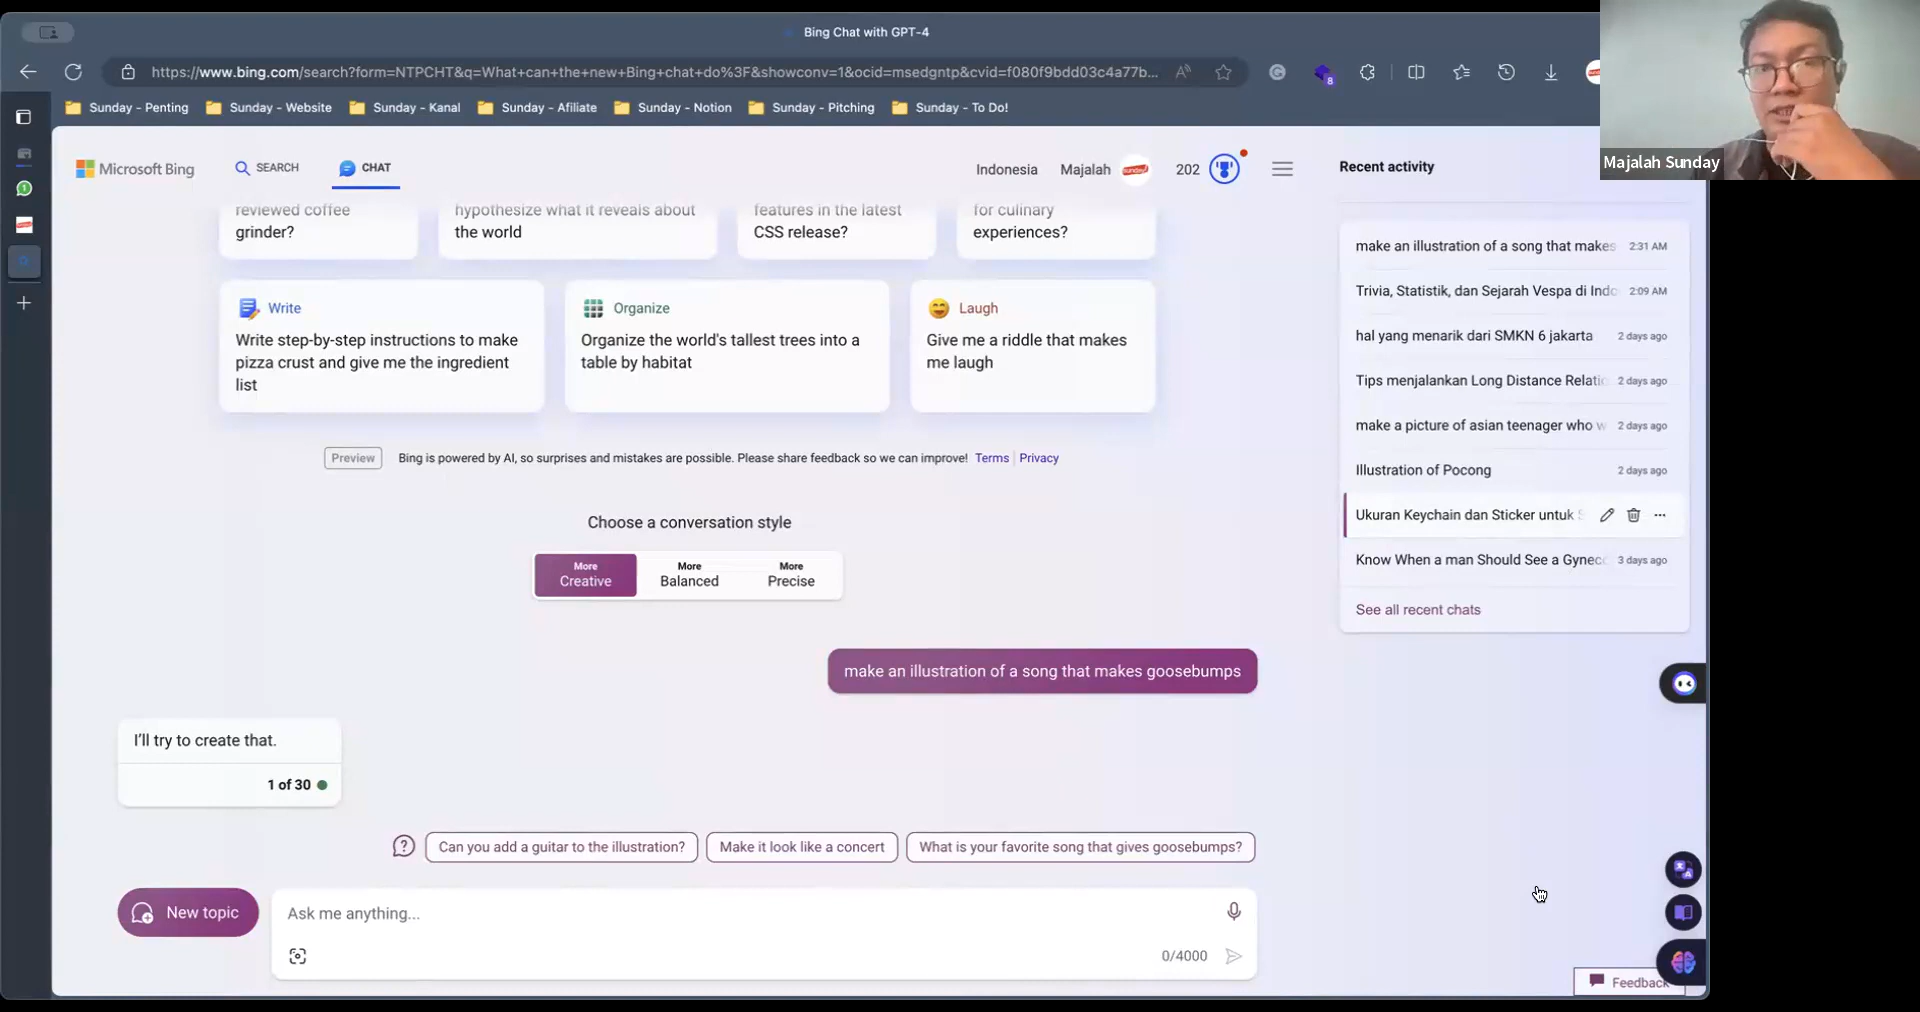 Bing Chat with GPT-4
https://www.bing.com/search?form=NTPCHT&q=What+can+the+new+Bing+chat+do%3F&showconv=1&ocid=msedgntp&cvid=f080f9bdd03c4a77b...
8
Sunday - Penting
Sunday - Website
Sunday - Kanal
Sunday - Afiliate
Sunday - Notion
Sunday - Pitching
Sunday - To Do!
Majalah Sunday
Microsoft Bing
SEARCH
CHAT
Indonesia
Majalah
202
Recent activity
reviewed coffee
grinder?
hypothesize what it reveals about
the world
features in the latest
CSS release?
for culinary
experiences?
Write
Write step-by-step instructions to make
pizza crust and give me the ingredient
list
Organize
Organize the world's tallest trees into a
table by habitat
Laugh
Give me a riddle that makes
me laugh
Preview
Bing is powered by AI, so surprises and mistakes are possible. Please share feedback so we can improve! Terms | Privacy
Choose a conversation style
More
Creative
More
Balanced
More
Precise
make an illustration of a song that makes 2:31 AM
Trivia, Statistik, dan Sejarah Vespa di Indo 2:09 AM
hal yang menarik dari SMKN 6 jakarta 2 days ago
Tips menjalankan Long Distance Relatio 2 days ago
make a picture of asian teenager who w 2 days ago
Illustration of Pocong 2 days ago
Ukuran Keychain dan Sticker untuk S
Know When a man Should See a Gynec 3 days ago
See all recent chats
make an illustration of a song that makes goosebumps
I'll try to create that.
1 of 30
Can you add a guitar to the illustration?
Make it look like a concert
What is your favorite song that gives goosebumps?
New topic
Ask me anything...
0/4000
Feedback